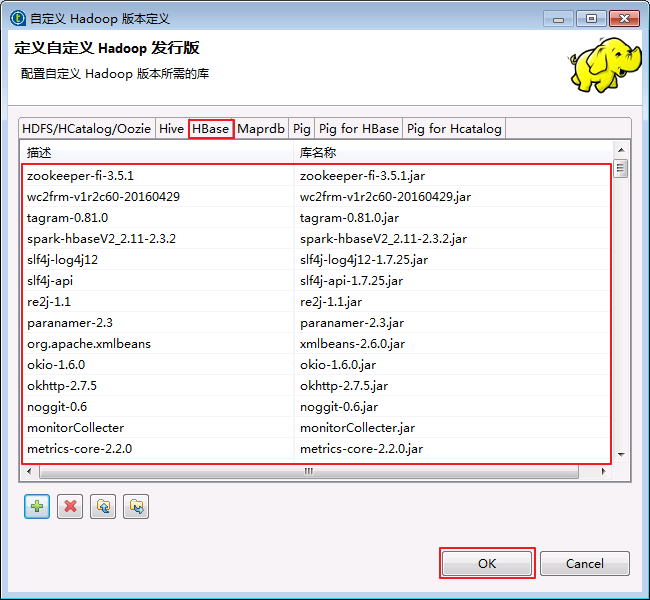 自定义 Hadoop 版本定义
定义自定义 Hadoop 发行版
配置自定义 Hadoop 版本所需的库
HDFS/HCatalog/Oozie Hive HBase Maprdb Pig Pig for HBase Pig for Hcatalog
描述 库名称
zookeeper-fi-3.5.1 zookeeper-fi-3.5.1.jar
wc2frm-v1r2c60-20160429 wc2frm-v1r2c60-20160429.jar
tagram-0.81.0 tagram-0.81.0.jar
spark-hbaseV2_2.11-2.3.2 spark-hbaseV2_2.11-2.3.2.jar
slf4j-log4j12 slf4j-log4j12-1.7.25.jar
slf4j-api slf4j-api-1.7.25.jar
re2j-1.1 re2j-1.1.jar
paranamer-2.3 paranamer-2.3.jar
org.apache.xmlbeans xmlbeans-2.6.0.jar
okio-1.6.0 okio-1.6.0.jar
okhttp-2.7.5 okhttp-2.7.5.jar
noggit-0.6 noggit-0.6.jar
monitorCollecter monitorCollecter.jar
metrics-core-2.2.0 metrics-core-2.2.0.jar
OK Cancel